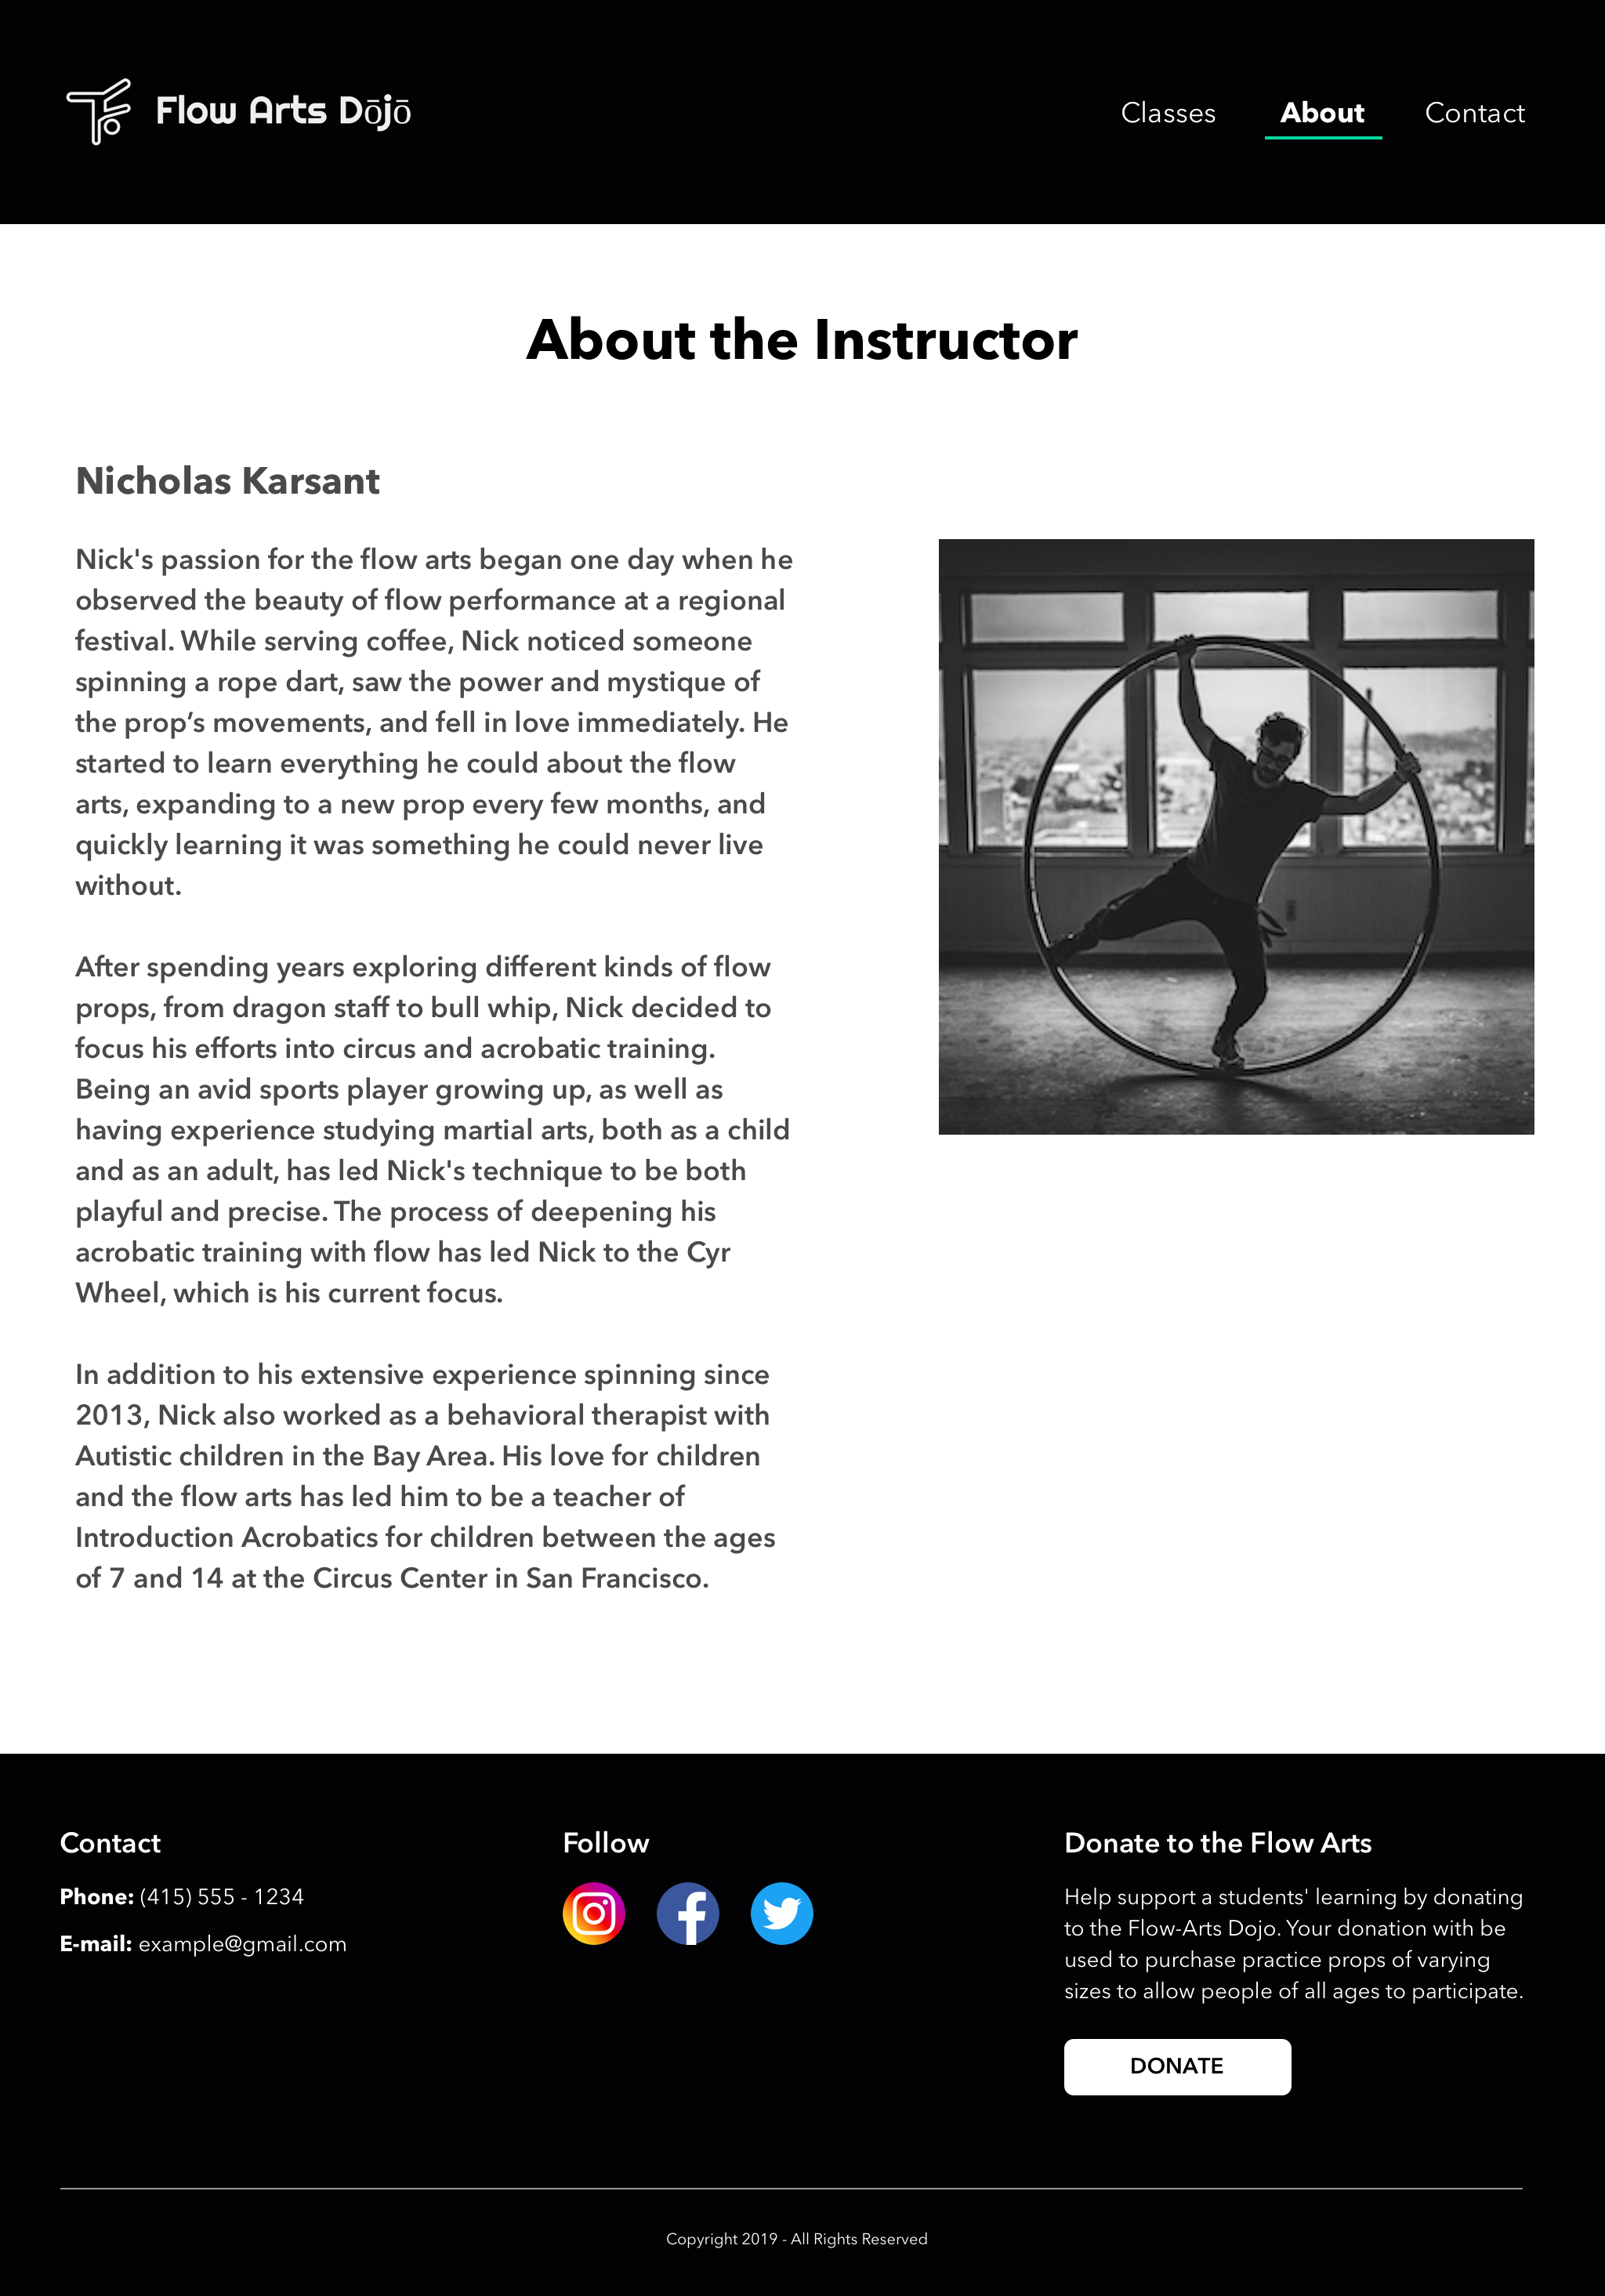 Flow Arts Dōjō
Classes
About
Contact
About the Instructor
Nicholas Karsant
Nick's passion for the flow arts began one day when he
observed the beauty of flow performance at a regional
festival. While serving coffee, Nick noticed someone
spinning a rope dart, saw the power and mystique of
the prop’s movements, and fell in love immediately. He
started to learn everything he could about the flow
arts, expanding to a new prop every few months, and
quickly learning it was something he could never live
without.
After spending years exploring different kinds of flow
props, from dragon staff to bull whip, Nick decided to
focus his efforts into circus and acrobatic training.
Being an avid sports player growing up, as well as
having experience studying martial arts, both as a child
and as an adult, has led Nick's technique to be both
playful and precise. The process of deepening his
acrobatic training with flow has led Nick to the Cyr
Wheel, which is his current focus.
In addition to his extensive experience spinning since
2013, Nick also worked as a behavioral therapist with
Autistic children in the Bay Area. His love for children
and the flow arts has led him to be a teacher of
Introduction Acrobatics for children between the ages
of 7 and 14 at the Circus Center in San Francisco.
Contact
Phone: (415) 555 - 1234
E-mail: example@gmail.com
Follow
Donate to the Flow Arts
Help support a students' learning by donating
to the Flow-Arts Dojo. Your donation with be
used to purchase practice props of varying
sizes to allow people of all ages to participate.
DONATE
Copyright 2019 - All Rights Reserved